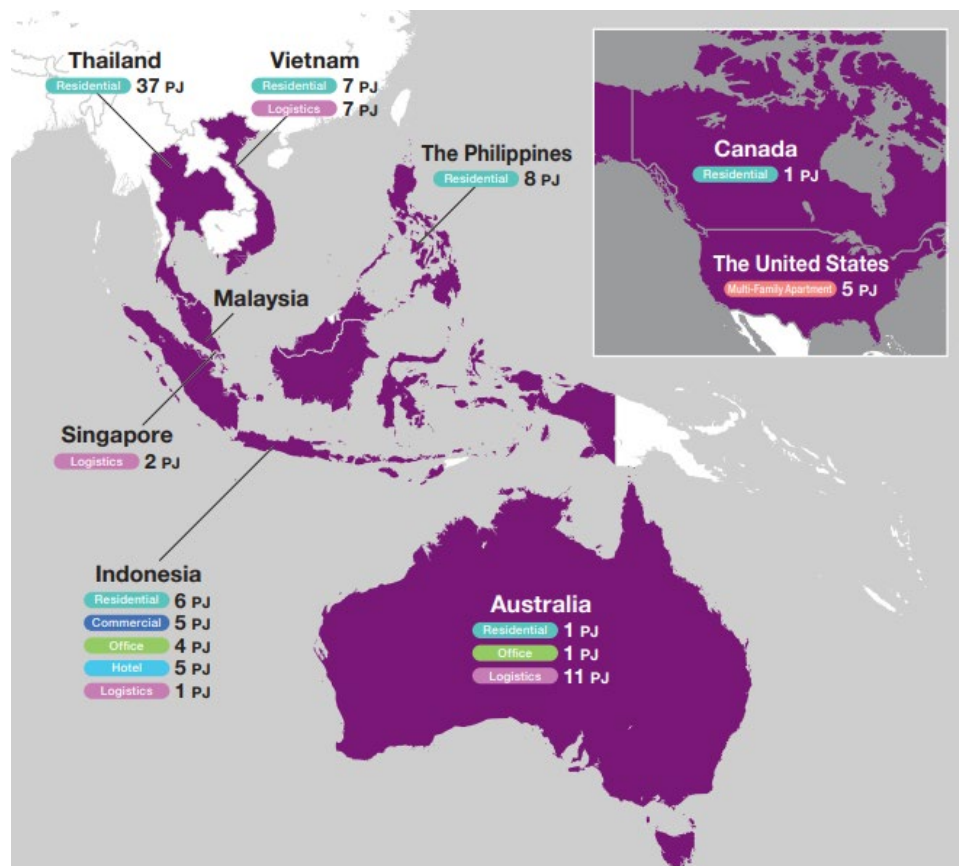 Thailand
Residential 37 PJ
Vietnam
Residential 7 PJ
Logistics 7 PJ
The Philippines
Residential 8 PJ
Malaysia
Singapore
Logistics 2 PJ
Indonesia
Residential 6 PJ
Commercial 5 PJ
Office 4 PJ
Hotel 5 PJ
Logistics 1 PJ
Australia
Residential 1 PJ
Office 1 PJ
Logistics 11 PJ
Canada
Residential 1 PJ
The United States
Multi-Family Apartment 5 PJ